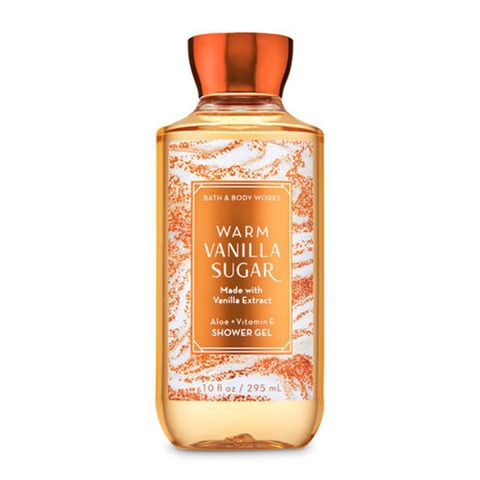 BATH & BODY WORKS
WARM
VANILLA
SUGAR
Made with
Vanilla Extract
Aloe + Vitamin E
SHOWER GEL
10 fl oz / 295 mL